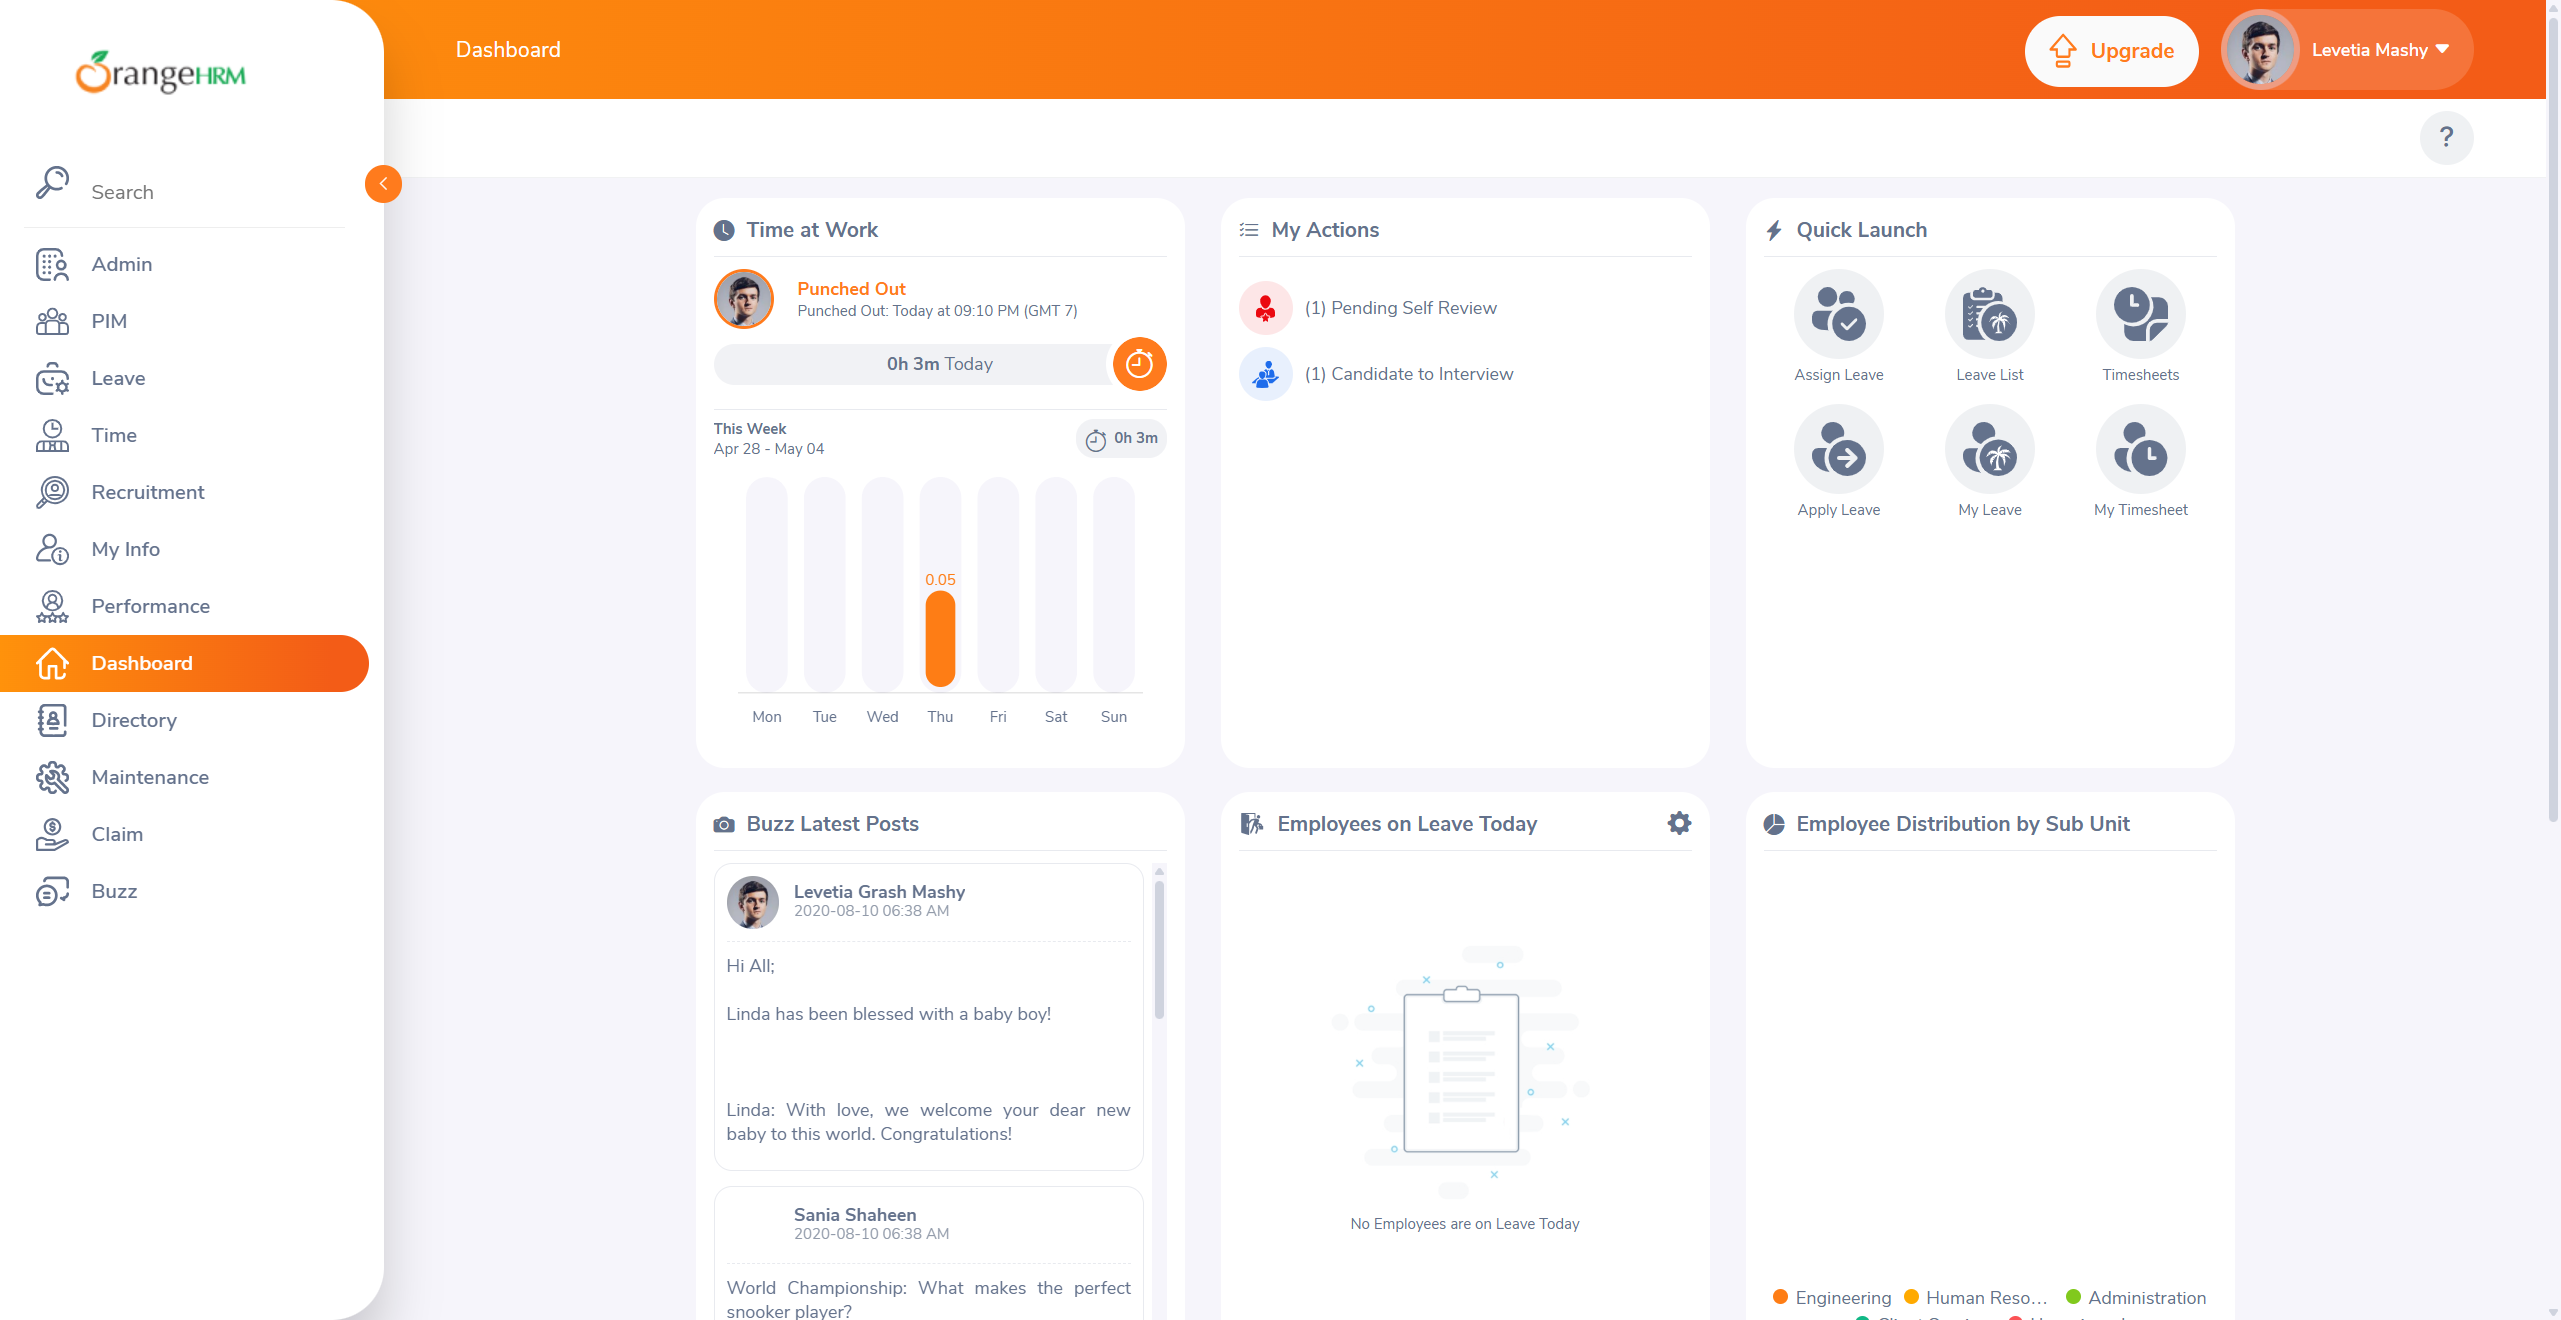 OrangeHRM
Dashboard
Upgrade
Levetia Mashy
?
Search
Admin
PIM
Leave
Time
Recruitment
My Info
Performance
Dashboard
Directory
Maintenance
Claim
Buzz
Time at Work
Punched Out
Punched Out: Today at 09:10 PM (GMT 7)
0h 3m Today
This Week
Apr 28 - May 04
0h 3m
0.05
Mon Tue Wed Thu Fri Sat Sun
My Actions
(1) Pending Self Review
(1) Candidate to Interview
Quick Launch
Assign Leave
Leave List
Timesheets
Apply Leave
My Leave
My Timesheet
Buzz Latest Posts
Levetia Grash Mashy
2020-08-10 06:38 AM
Hi All;
Linda has been blessed with a baby boy!
Linda: With love, we welcome your dear new
baby to this world. Congratulations!
Sania Shaheen
2020-08-10 06:38 AM
World Championship: What makes the perfect
snooker player?
Employees on Leave Today
No Employees are on Leave Today
Employee Distribution by Sub Unit
Engineering Human Reso... Administration